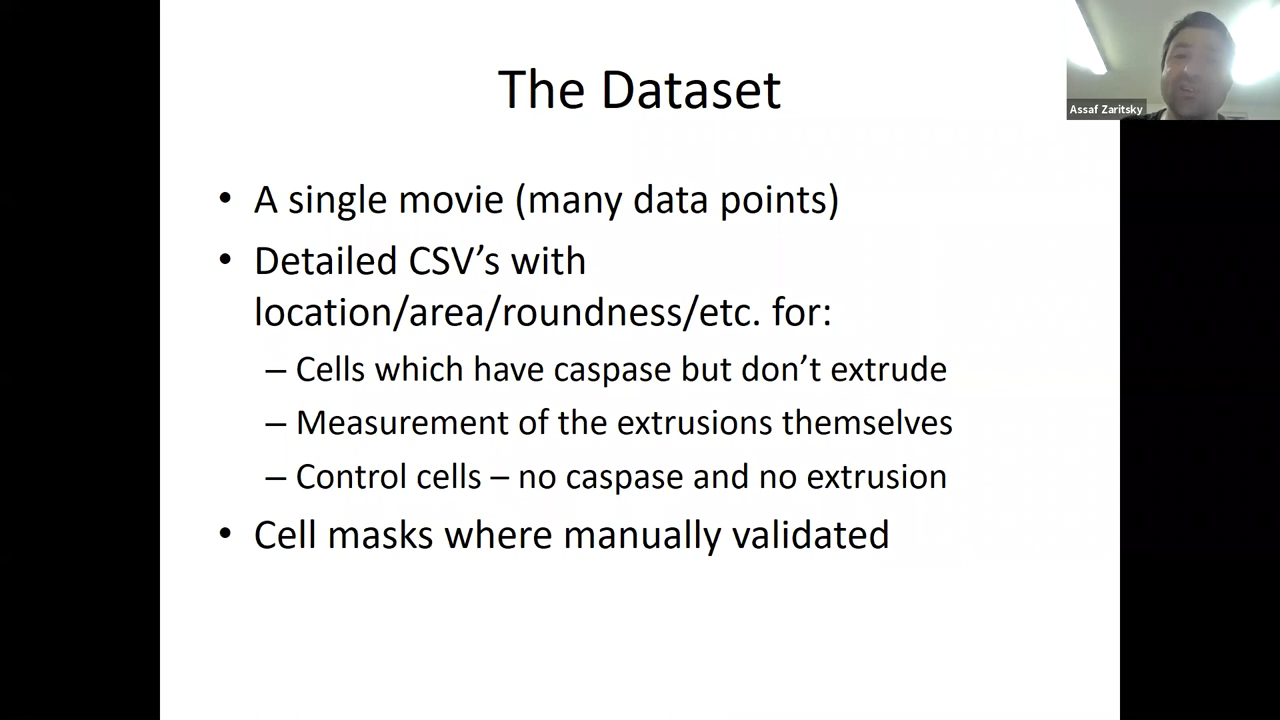 The Dataset
Assaf Zaritsky
• A single movie (many data points)
• Detailed CSV’s with
location/area/roundness/etc. for:
– Cells which have caspase but don’t extrude
– Measurement of the extrusions themselves
– Control cells – no caspase and no extrusion
• Cell masks where manually validated